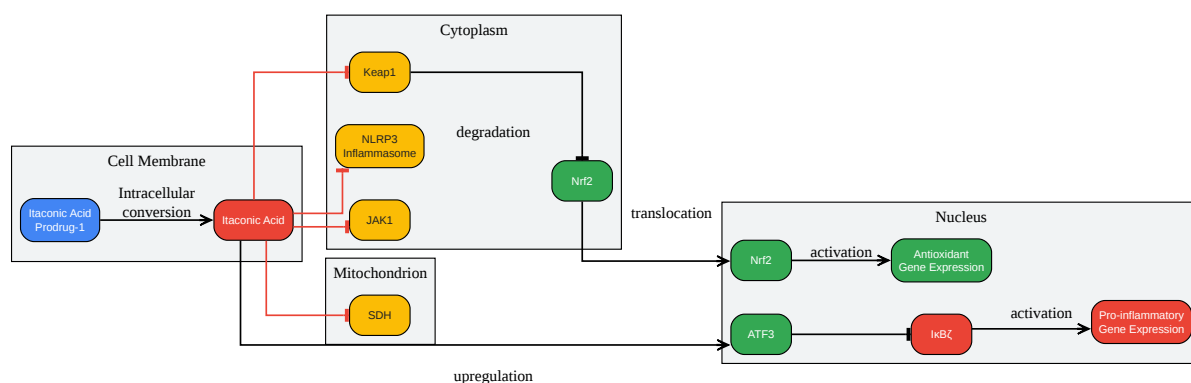 Cytoplasm
Keap1
NLRP3
Inflammasome
degradation
Cell Membrane
Intracellular
conversion
Itaconic Acid
Prodrug-1
Itaconic Acid
JAK1
Nrf2
translocation
Nucleus
Mitochondrion
SDH
Nrf2
activation
Antioxidant
Gene Expression
ATF3
IκBζ
activation
Pro-inflammatory
Gene Expression
upregulation